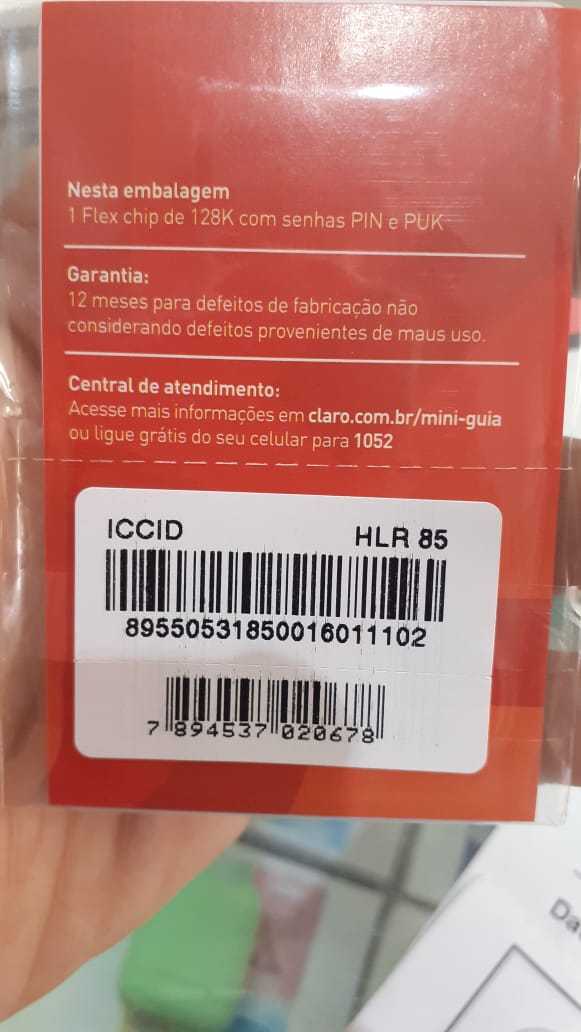 Nesta embalagem
1 Flex chip de 128K com senhas PIN e PUK
Garantia:
12 meses para defeitos de fabricação não
considerando defeitos provenientes de maus uso.
Central de atendimento:
Acesse mais informações em claro.com.br/mini-guia
ou ligue grátis do seu celular para 1052
ICCID HLR 85
89550531850016011102
7 894537 020678
Da